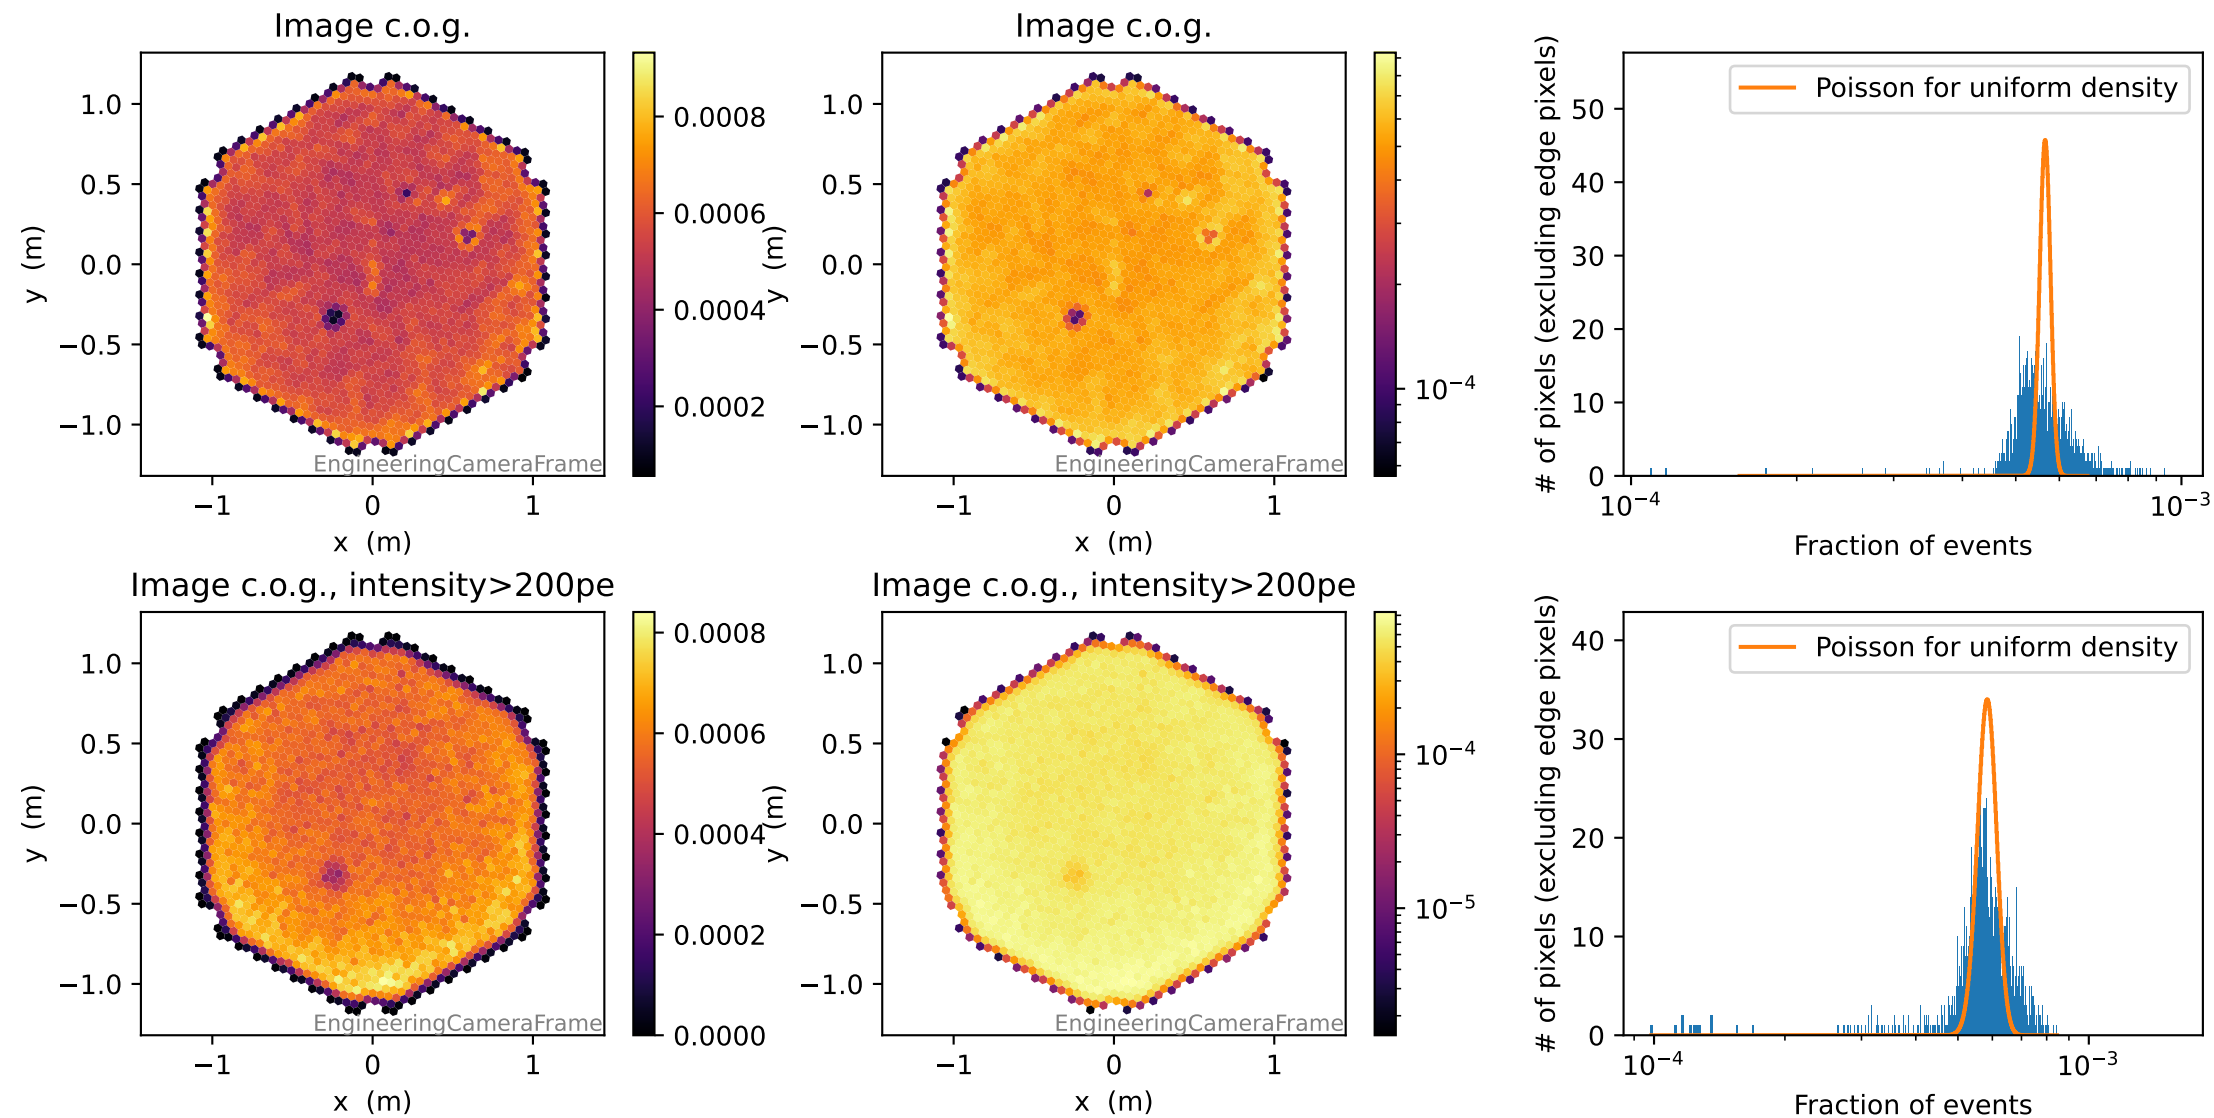 Image c.o.g.
1.0
0.5
0.0
−0.5
−1.0
y (m)
−1
0
1
x (m)
EngineeringCameraFrame
0.0008
0.0006
0.0004
0.0002
Image c.o.g.
1.0
0.5
0.0
−0.5
−1.0
y (m)
−1
0
1
x (m)
EngineeringCameraFrame
10⁻⁴
Poisson for uniform density
50
40
30
20
10
0
# of pixels (excluding edge pixels)
10⁻⁴
10⁻³
Fraction of events
Image c.o.g., intensity>200pe
1.0
0.5
0.0
−0.5
−1.0
y (m)
−1
0
1
x (m)
EngineeringCameraFrame
0.0008
0.0006
0.0004
0.0002
0.0000
Image c.o.g., intensity>200pe
1.0
0.5
0.0
−0.5
−1.0
y (m)
−1
0
1
x (m)
EngineeringCameraFrame
10⁻⁴
10⁻⁵
Poisson for uniform density
40
30
20
10
0
# of pixels (excluding edge pixels)
10⁻⁴
10⁻³
Fraction of events